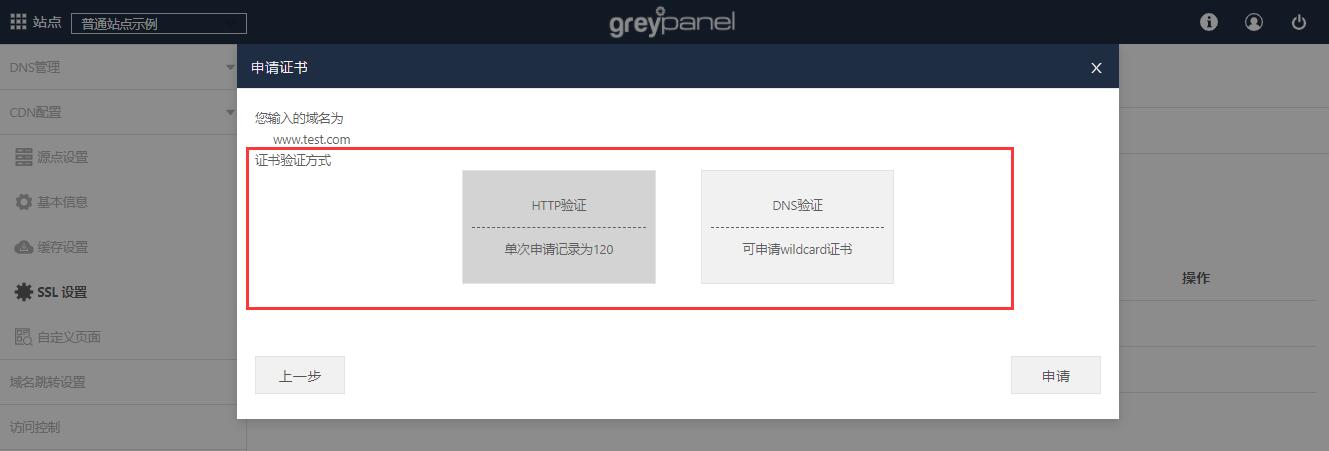 站点 普通站点示例 greypanel
DNS管理
CDN配置
源点设置
基本信息
缓存设置
SSL 设置
自定义页面
域名跳转设置
访问控制
申请证书 X
您输入的域名为
www.test.com
证书验证方式
HTTP验证
单次申请记录为120
DNS验证
可申请wildcard证书
上一步 申请
操作